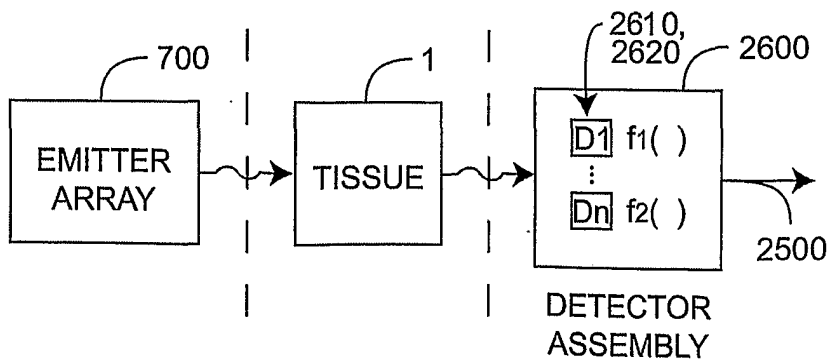 700
1
2610,
2620
2600
EMITTER
ARRAY
TISSUE
D1 f1( )
⋮
Dn f2( )
2500
DETECTOR
ASSEMBLY